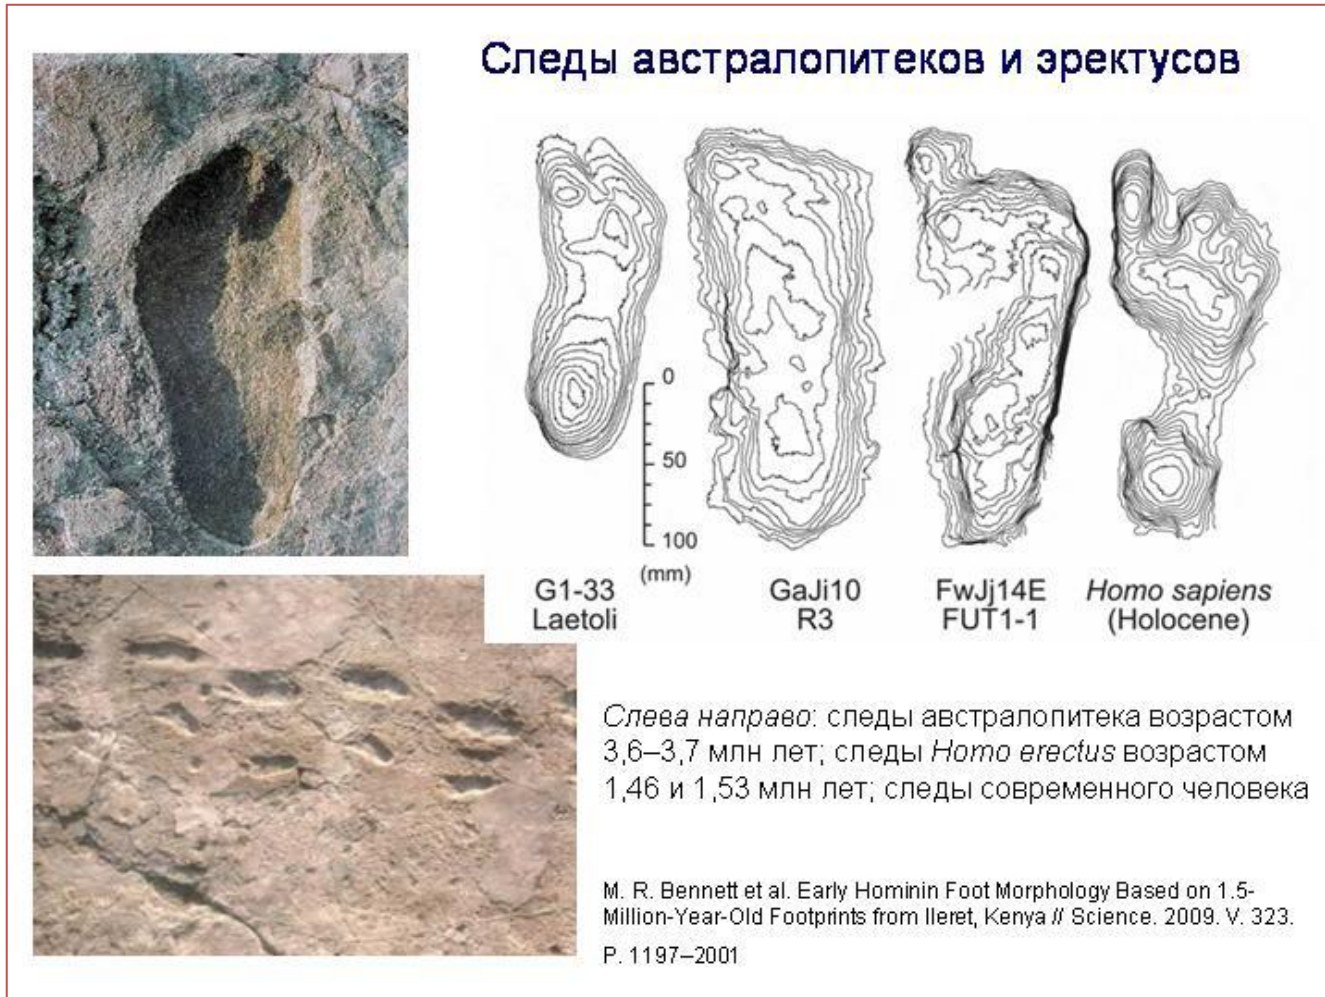 Следы австралопитеков и эректусов
0
50
100
(mm)
G1-33
Laetoli
GaJi10
R3
FwJj14E
FUT1-1
Homo sapiens
(Holocene)
Слева направо: следы австралопитека возрастом
3,6–3,7 млн лет; следы Homo erectus возрастом
1,46 и 1,53 млн лет; следы современного человека
M. R. Bennett et al. Early Hominin Foot Morphology Based on 1.5-
Million-Year-Old Footprints from Ileret, Kenya // Science. 2009. V. 323.
P. 1197–2001